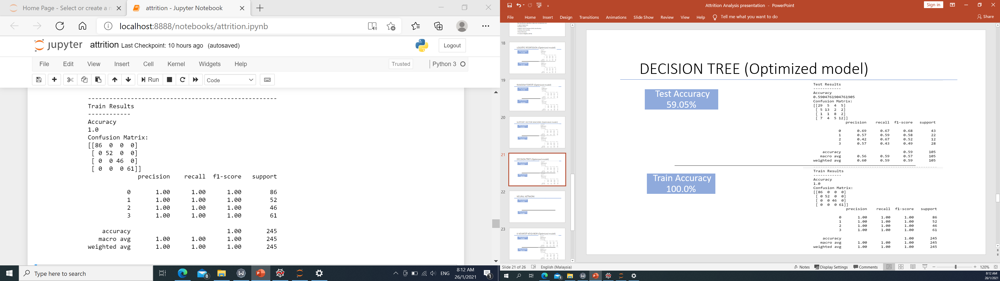 Home Page - Select or create a n
attrition - Jupyter Notebook
localhost:8888/notebooks/attrition.ipynb
jupyter attrition Last Checkpoint: 10 hours ago (autosaved)
Logout
File Edit View Insert Cell Kernel Widgets Help
Trusted
Python 3
Run
Code
-----------------------------------------------------
Train Results
------------
Accuracy
1.0
Confusion Matrix:
[[86 0 0 0]
[ 0 52 0 0]
[ 0 0 46 0]
[ 0 0 0 61]]
precision recall f1-score support
0 1.00 1.00 1.00 86
1 1.00 1.00 1.00 52
2 1.00 1.00 1.00 46
3 1.00 1.00 1.00 61
accuracy 1.00 245
macro avg 1.00 1.00 1.00 245
weighted avg 1.00 1.00 1.00 245
Type here to search
8
ENG
8:12 AM
26/1/2021
1
Attrition Analysis presentation - PowerPoint
Sign in
File Home Insert Design Transitions Animations Slide Show Review View Help Tell me what you want to do
Share
18
LOGISTIC REGRESSION (Optimized model)
19
RANDOM FOREST (Optimized model)
20
SUPPORT VECTOR MACHINE (Optimized model)
21
DECISION TREE (Optimized model)
22
NEURAL NETWORK
23
K-NEAREST NEIGHBOR (Optimized model)
DECISION TREE (Optimized model)
Test Accuracy
59.05%
Test Results
------------
Accuracy
0.5904761904761905
Confusion Matrix:
[[29 5 4 5]
[ 5 13 2 2]
[ 1 1 8 2]
[ 7 4 5 12]]
precision recall f1-score support
0 0.69 0.67 0.68 43
1 0.57 0.59 0.58 22
2 0.42 0.67 0.52 12
3 0.57 0.43 0.49 28
accuracy 0.59 105
macro avg 0.56 0.59 0.57 105
weighted avg 0.60 0.59 0.59 105
Train Accuracy
100.0%
Train Results
------------
Accuracy
1.0
Confusion Matrix:
[[86 0 0 0]
[ 0 52 0 0]
[ 0 0 46 0]
[ 0 0 0 61]]
precision recall f1-score support
0 1.00 1.00 1.00 86
1 1.00 1.00 1.00 52
2 1.00 1.00 1.00 46
3 1.00 1.00 1.00 61
accuracy 1.00 245
macro avg 1.00 1.00 1.00 245
weighted avg 1.00 1.00 1.00 245
Slide 21 of 26 English (Malaysia)
Notes Display Settings Comments
120%
8:12 AM
26/1/2021